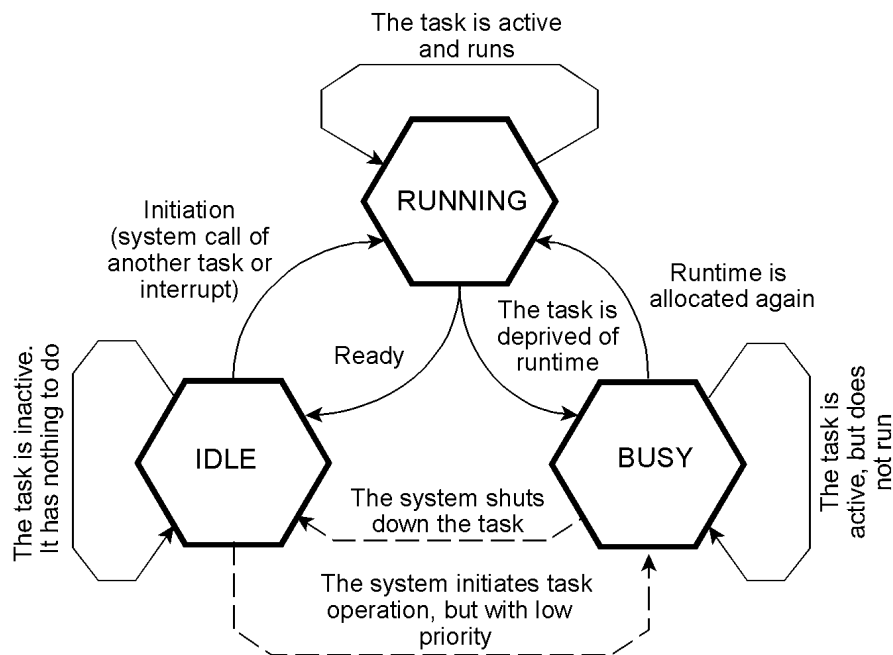 The task is active
and runs
RUNNING
Initiation
(system call of
another task or
interrupt)
Runtime is
allocated again
The task is
deprived of
runtime
Ready
The task is inactive.
It has nothing to do
IDLE
BUSY
The task is
active, but does
not run
The system shuts
down the task
The system initiates task
operation, but with low
priority